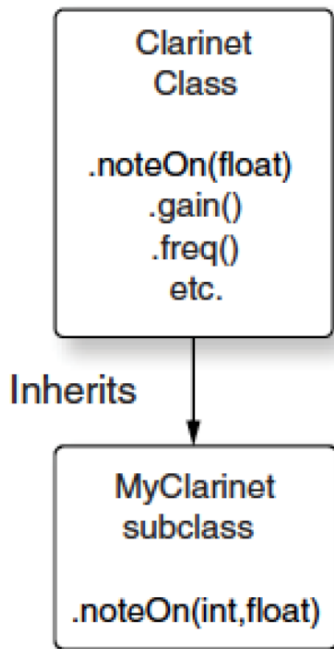 Clarinet
Class
.noteOn(float)
.gain()
.freq()
etc.
Inherits
MyClarinet
subclass
.noteOn(int,float)